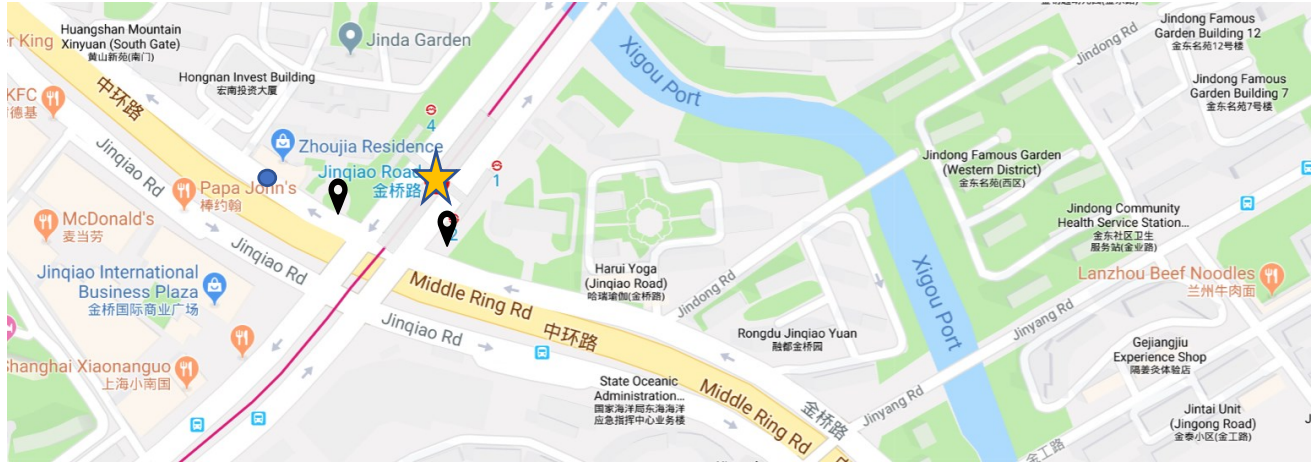 Huangshan Mountain
Xinyuan (South Gate)
黄山新苑(南门)
er King
Jinda Garden
Hongnan Invest Building
宏南投资大厦
中环路
KFC
德基
Zhoujia Residence
Jinqiao Road
金桥路
4
1
2
Jinqiao Rd
Papa John's
棒约翰
McDonald's
麦当劳
Jinqiao Rd
Jinqiao International
Business Plaza
金桥国际商业广场
Shanghai Xiaonanguo
上海小南国
Middle Ring Rd
中环路
Jinqiao Rd
Harui Yoga
(Jinqiao Road)
哈瑞瑜伽(金桥路)
Jindong Rd
Rongdu Jinqiao Yuan
融都金桥园
State Oceanic
Administration...
国家海洋局东海海洋
应急指挥中心业务楼
Middle Ring Rd
金桥路
Xigou Port
Xigou Port
Jindong Rd
Jindong Famous
Garden Building 12
金东名苑12号楼
Jindong Famous
Garden Building 7
金东名苑7号楼
Jindong Famous Garden
(Western District)
金东名苑(西区)
Jindong Community
Health Service Station...
金东社区卫生
服务站(金业路)
Lanzhou Beef Noodles
兰州牛肉面
Jinyang Rd
Jinyang Rd
Gejiangjiu
Experience Shop
隔姜灸体验店
Jintai Unit
(Jingong Road)
金泰小区(金工路)
金工路